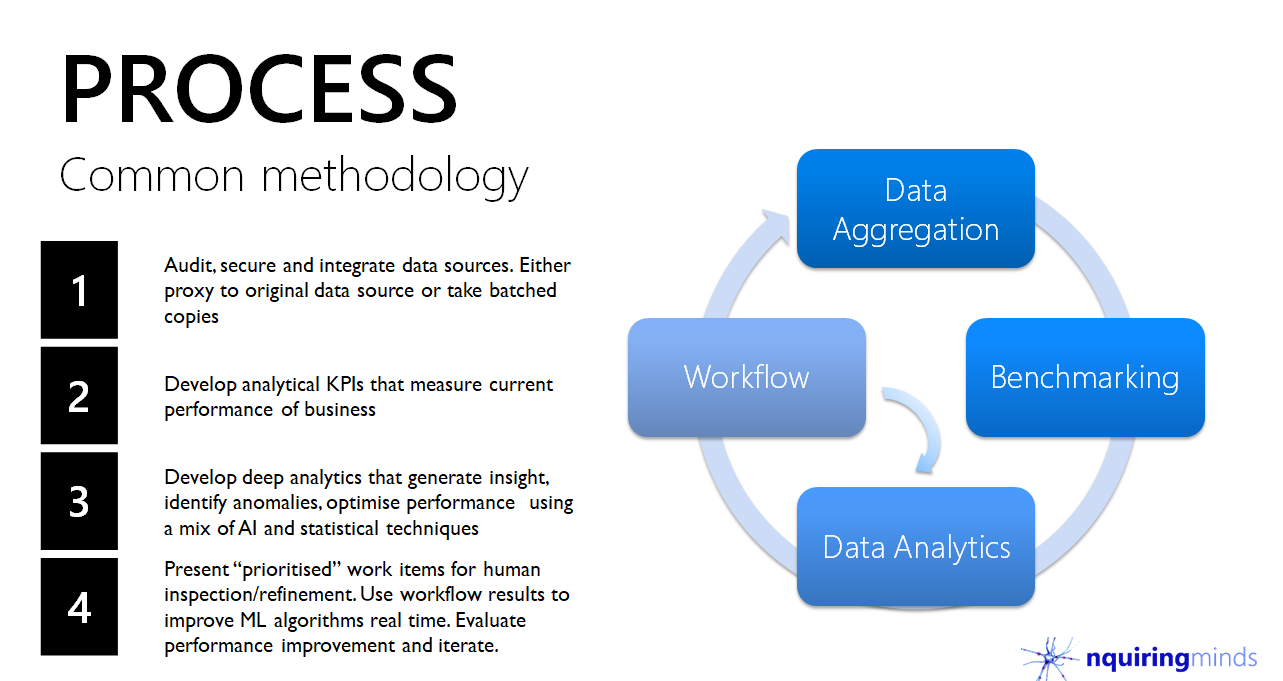 PROCESS
Common methodology
1
Audit, secure and integrate data sources. Either
proxy to original data source or take batched
copies
2
Develop analytical KPIs that measure current
performance of business
3
Develop deep analytics that generate insight,
identify anomalies, optimise performance using
a mix of AI and statistical techniques
4
Present “prioritised” work items for human
inspection/refinement. Use workflow results to
improve ML algorithms real time. Evaluate
performance improvement and iterate.
Data
Aggregation
Benchmarking
Data Analytics
Workflow
nquiringminds